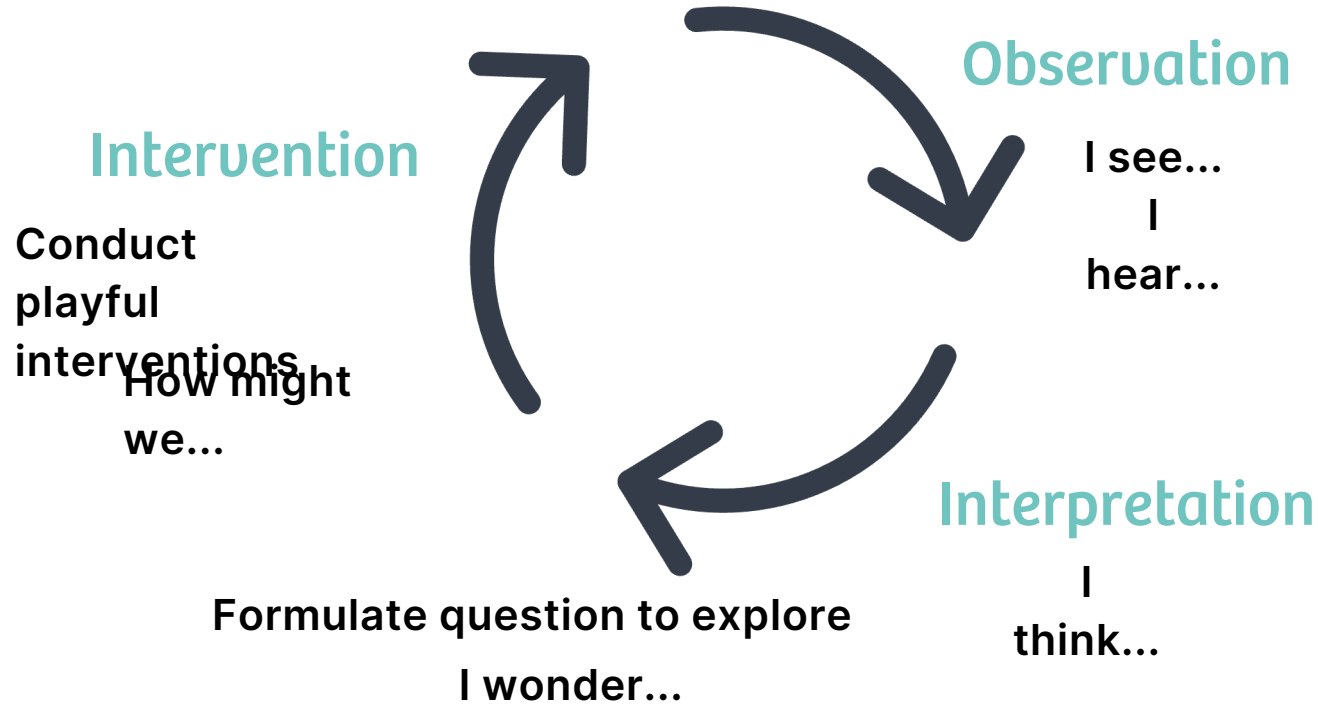 Observation
I see...
I
hear...
Interpretation
I
think...
Formulate question to explore
I wonder...
Intervention
Conduct
playful
interventions
How might
we...